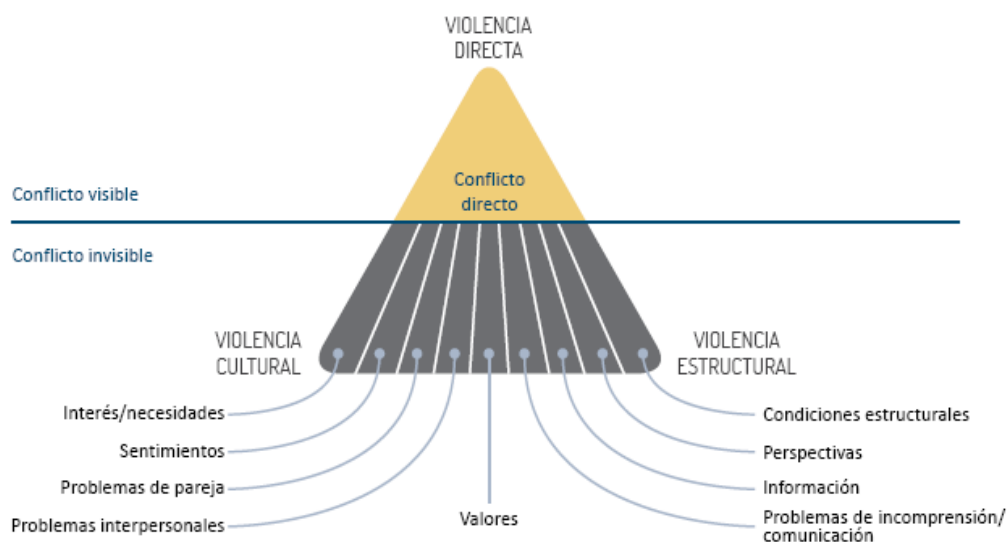 VIOLENCIA
DIRECTA
Conflicto visible
Conflicto
directo
Conflicto invisible
VIOLENCIA
CULTURAL
VIOLENCIA
ESTRUCTURAL
Interés/necesidades
Sentimientos
Problemas de pareja
Problemas interpersonales
Valores
Condiciones estructurales
Perspectivas
Información
Problemas de incomprensión/
comunicación